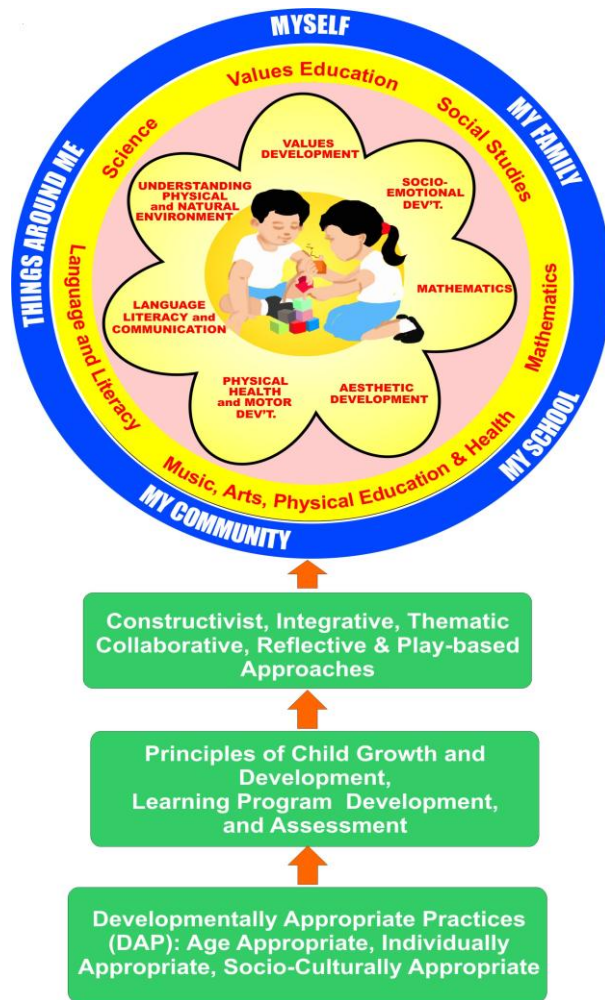 MYSELF
MY FAMILY
MY SCHOOL
MY COMMUNITY
THINGS AROUND ME
Values Education
Social Studies
Mathematics
Music, Arts, Physical Education & Health
Language and Literacy
Science
VALUES
DEVELOPMENT
SOCIO-
EMOTIONAL
DEV'T.
MATHEMATICS
AESTHETIC
DEVELOPMENT
PHYSICAL
HEALTH
and MOTOR
DEV'T.
LANGUAGE
LITERACY and
COMMUNICATION
UNDERSTANDING
PHYSICAL
and NATURAL
ENVIRONMENT
Constructivist, Integrative, Thematic
Collaborative, Reflective & Play-based
Approaches
Principles of Child Growth and
Development,
Learning Program Development,
and Assessment
Developmentally Appropriate Practices
(DAP): Age Appropriate, Individually
Appropriate, Socio-Culturally Appropriate